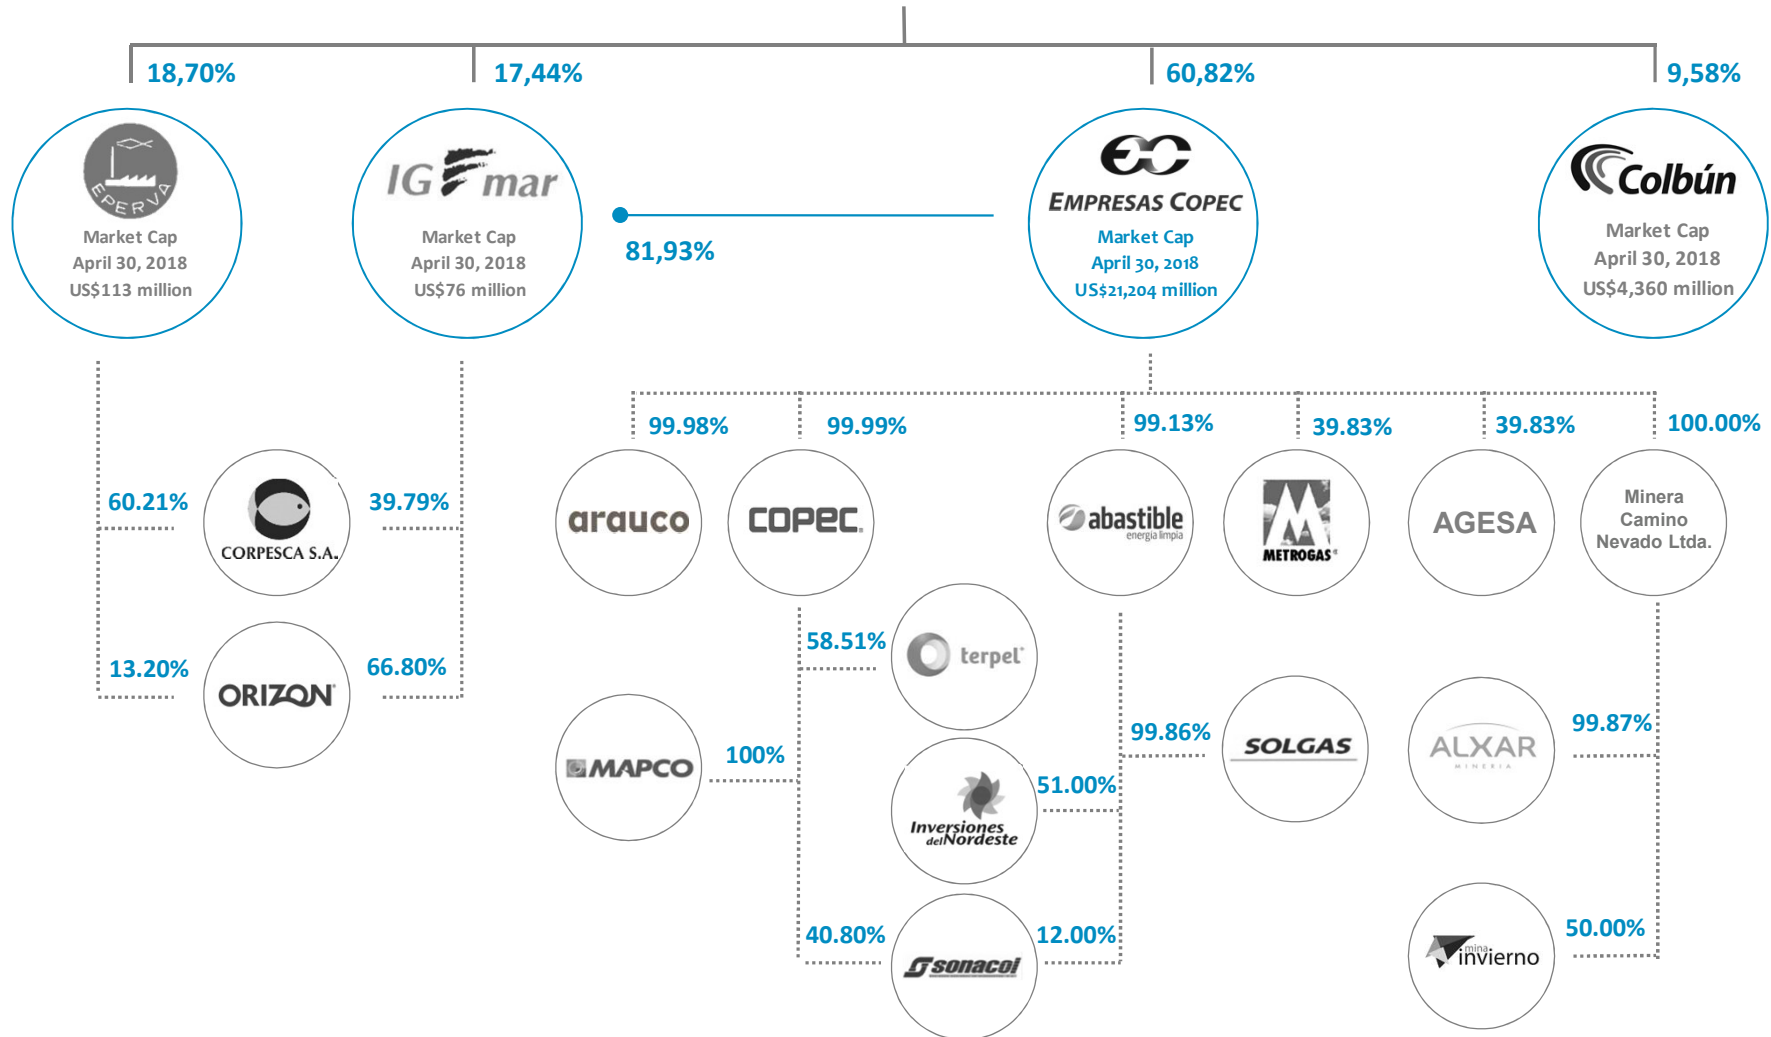 18,70%
17,44%
60,82%
9,58%
EPERVA
Market Cap
April 30, 2018
US$113 million
IG mar
Market Cap
April 30, 2018
US$76 million
81,93%
EMPRESAS COPEC
Market Cap
April 30, 2018
US$21,204 million
Colbún
Market Cap
April 30, 2018
US$4,360 million
99.98%
99.99%
99.13%
39.83%
39.83%
100.00%
60.21%
CORPESCA S.A.
39.79%
arauco
COPEC.
abastible
energía limpia
METROGAS®
AGESA
Minera
Camino
Nevado Ltda.
13.20%
ORIZON®
66.80%
58.51%
terpel®
MAPCO
100%
Inversiones
delNordeste
51.00%
99.86%
SOLGAS
ALXAR
MINERIA
99.87%
40.80%
sonacol
12.00%
mina
invierno
50.00%